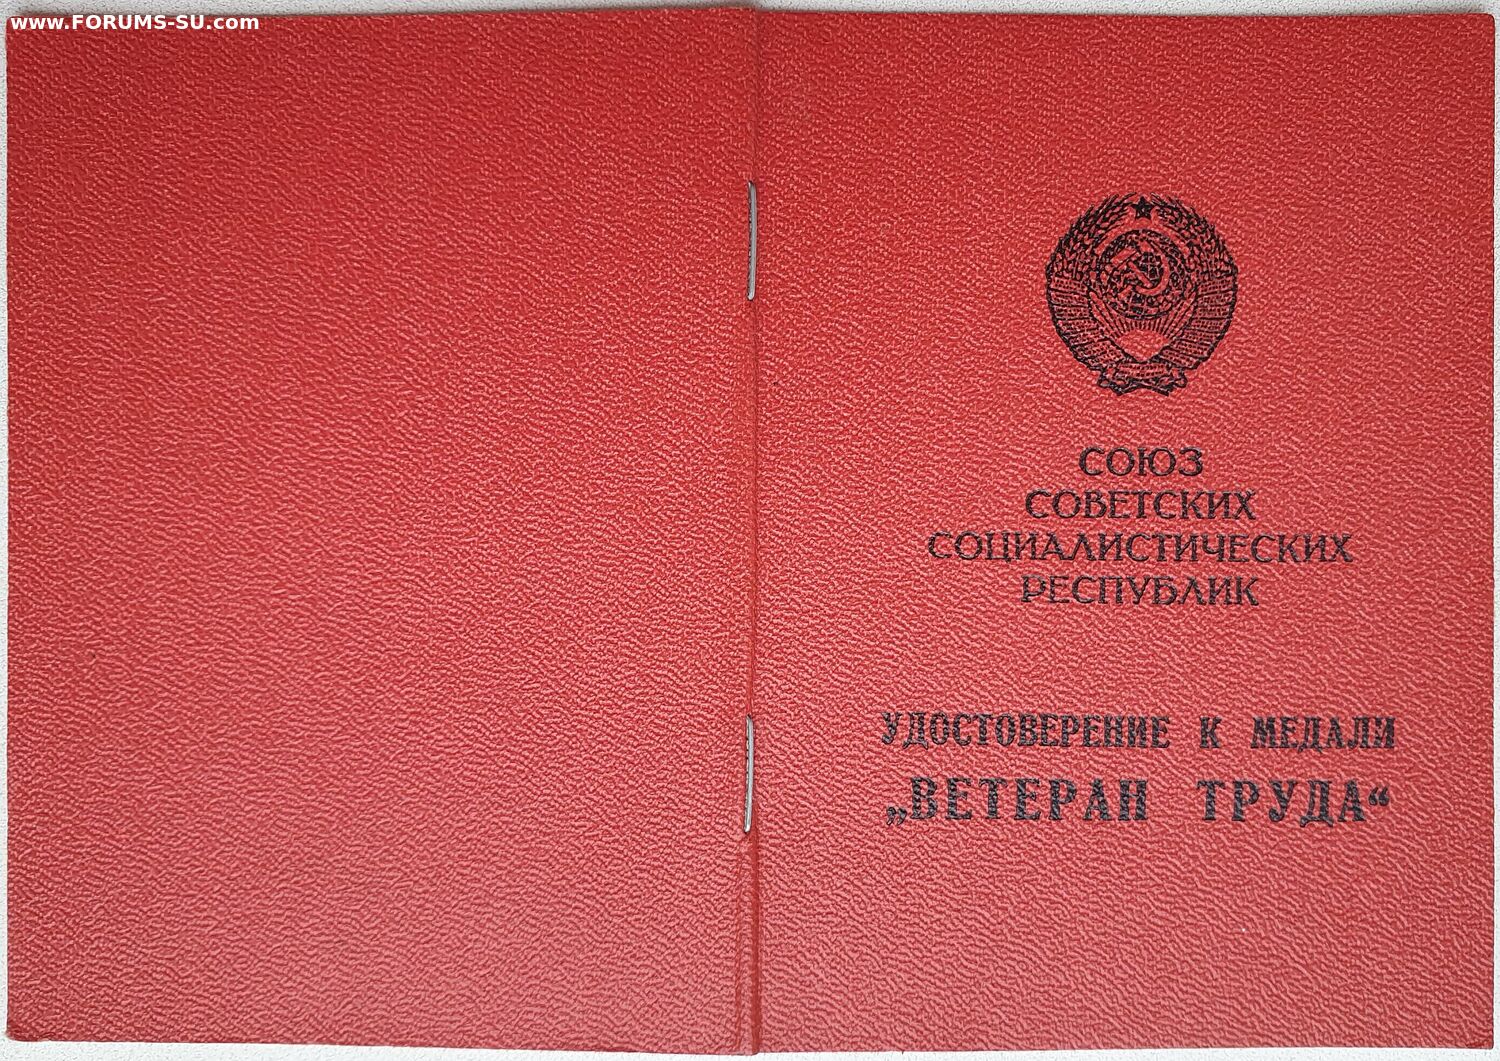 www.FORUMS-SU.com
СОЮЗ
СОВЕТСКИХ
СОЦИАЛИСТИЧЕСКИХ
РЕСПУБЛИК
УДОСТОВЕРЕНИЕ К МЕДАЛИ
„ВЕТЕРАН ТРУДА“